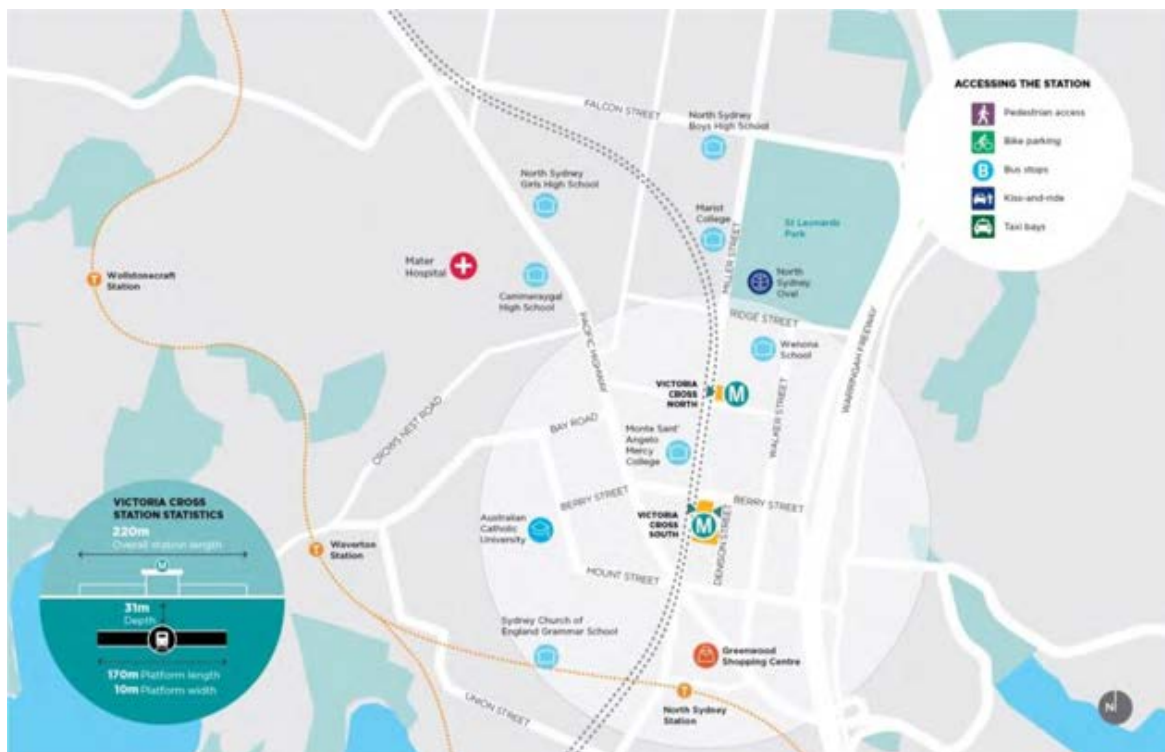 ACCESSING THE STATION
Pedestrian access
Bike parking
B
Bus stops
Kiss-and-ride
Taxi bays
FALCON STREET
North Sydney
Boys High School
North Sydney
Girls High School
Marist
College
St Leonards
Park
MILLER STREET
Mater
Hospital
Cammeraygal
High School
North
Sydney
Oval
T
Wollstonecraft
Station
PACIFIC HIGHWAY
RIDGE STREET
Wenona
School
WARRINGAH FREEWAY
VICTORIA
CROSS
NORTH
M
CROWS NEST ROAD
BAY ROAD
WALKER STREET
Monte Sant'
Angelo
Mercy
College
BERRY STREET
BERRY STREET
VICTORIA
CROSS
SOUTH
M
DENISON STREET
Australian
Catholic
University
T
Waverton
Station
MOUNT STREET
VICTORIA CROSS
STATION STATISTICS
220m
Overall station length
M
31m
Depth
170m Platform length
10m Platform width
Sydney Church of
England Grammar School
Greenwood
Shopping Centre
UNION STREET
T
North Sydney
Station
N